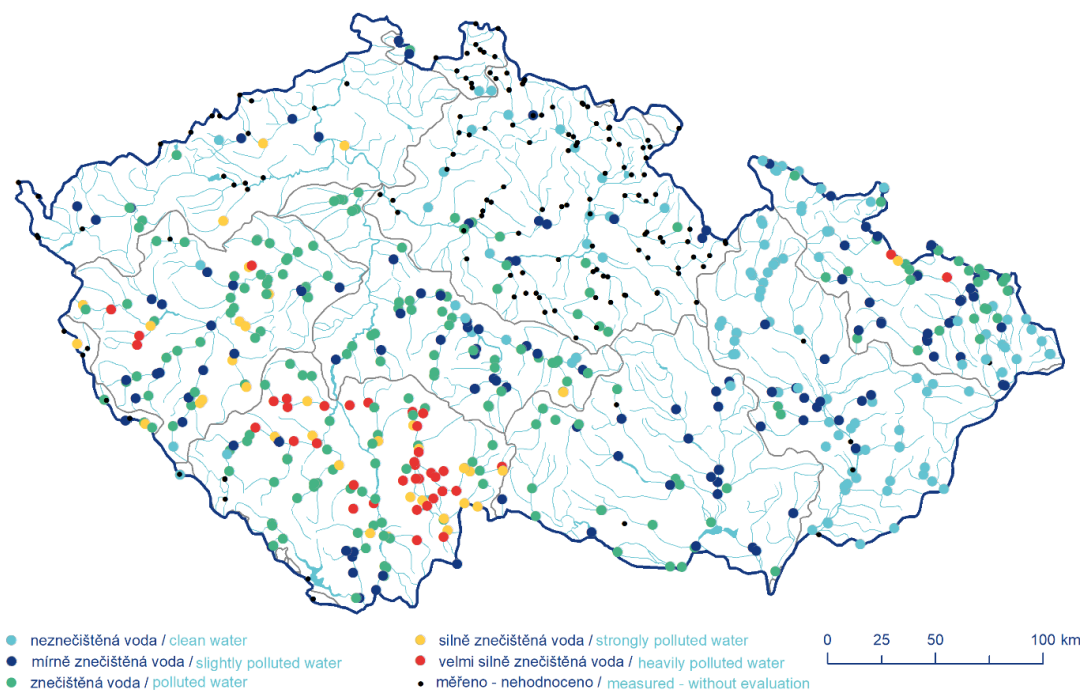 neznečištěná voda / clean water
mírně znečištěná voda / slightly polluted water
znečištěná voda / polluted water
silně znečištěná voda / strongly polluted water
velmi silně znečištěná voda / heavily polluted water
měřeno - nehodnoceno / measured - without evaluation
0 25 50 100 km